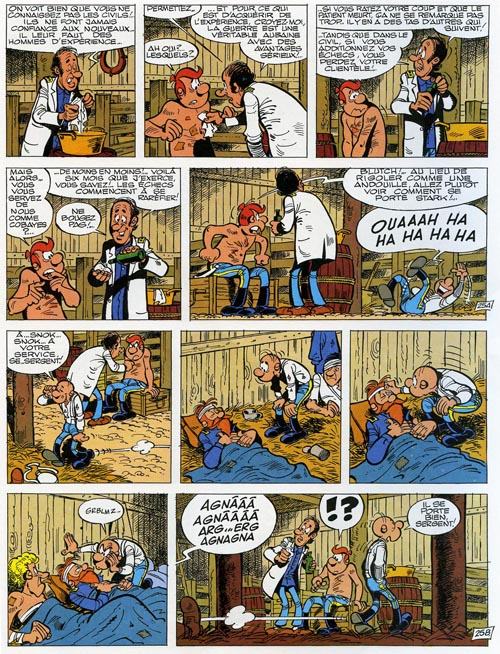 ON VOIT BIEN QUE VOUS NE
CONNAISSEZ PAS LES CIVILS!
ILS NE FONT JAMAIS
CONFIANCE AUX NOUVEAUX...
IL LEUR FAUT DES
HOMMES D'EXPÉRIENCE...
PERMETTEZ...
AH OUI?...
LESQUELS?
...ET POUR CE QUI
EST D'ACQUÉRIR DE
L'EXPÉRIENCE, CROYEZ-MOI,
LA GUERRE EST UNE
VÉRITABLE AUBAINE
AVEC DES
AVANTAGES
SÉRIEUX!..
...SI VOUS RATEZ VOTRE COUP ET QUE LE
PATIENT MEURT, ÇA NE SE REMARQUE PAS
TROP. IL Y EN A DES TAS D'AUTRES QUI
SUIVENT!
...TANDIS QUE DANS LE
CIVIL, SI VOUS
ADDITIONNEZ VOS
ÉCHECS, VOUS
PERDEZ VOTRE
CLIENTÈLE!..
MAIS
ALORS...
VOUS
VOUS
SERVEZ
DE
NOUS
COMME
COBAYES
?...
...DE MOINS EN MOINS!.. VOILÀ
SIX MOIS QUE J'EXERCE,
VOUS SAVEZ!.. LES ÉCHECS
COMMENCENT À SE
RARÉFIER!
NE
BOUGEZ
PAS!..
BLUTCH!.. AU LIEU DE
RIGOLER COMME UNE
ANDOUILLE, ALLEZ PLUTÔT
VOIR COMMENT SE
PORTE STARK!..
OUAAAH HA
HA HA HA HA
À...SNOK...
SNOK... À
VOTRE
SERVICE,
SE...SERGENT!
GRBLMZ...
AGNÂÂÂ
AGNÂÂÂÂ
ARG...ERG
AGNAGNA
!?
IL SE
PORTE
BIEN,
SERGENT!
258